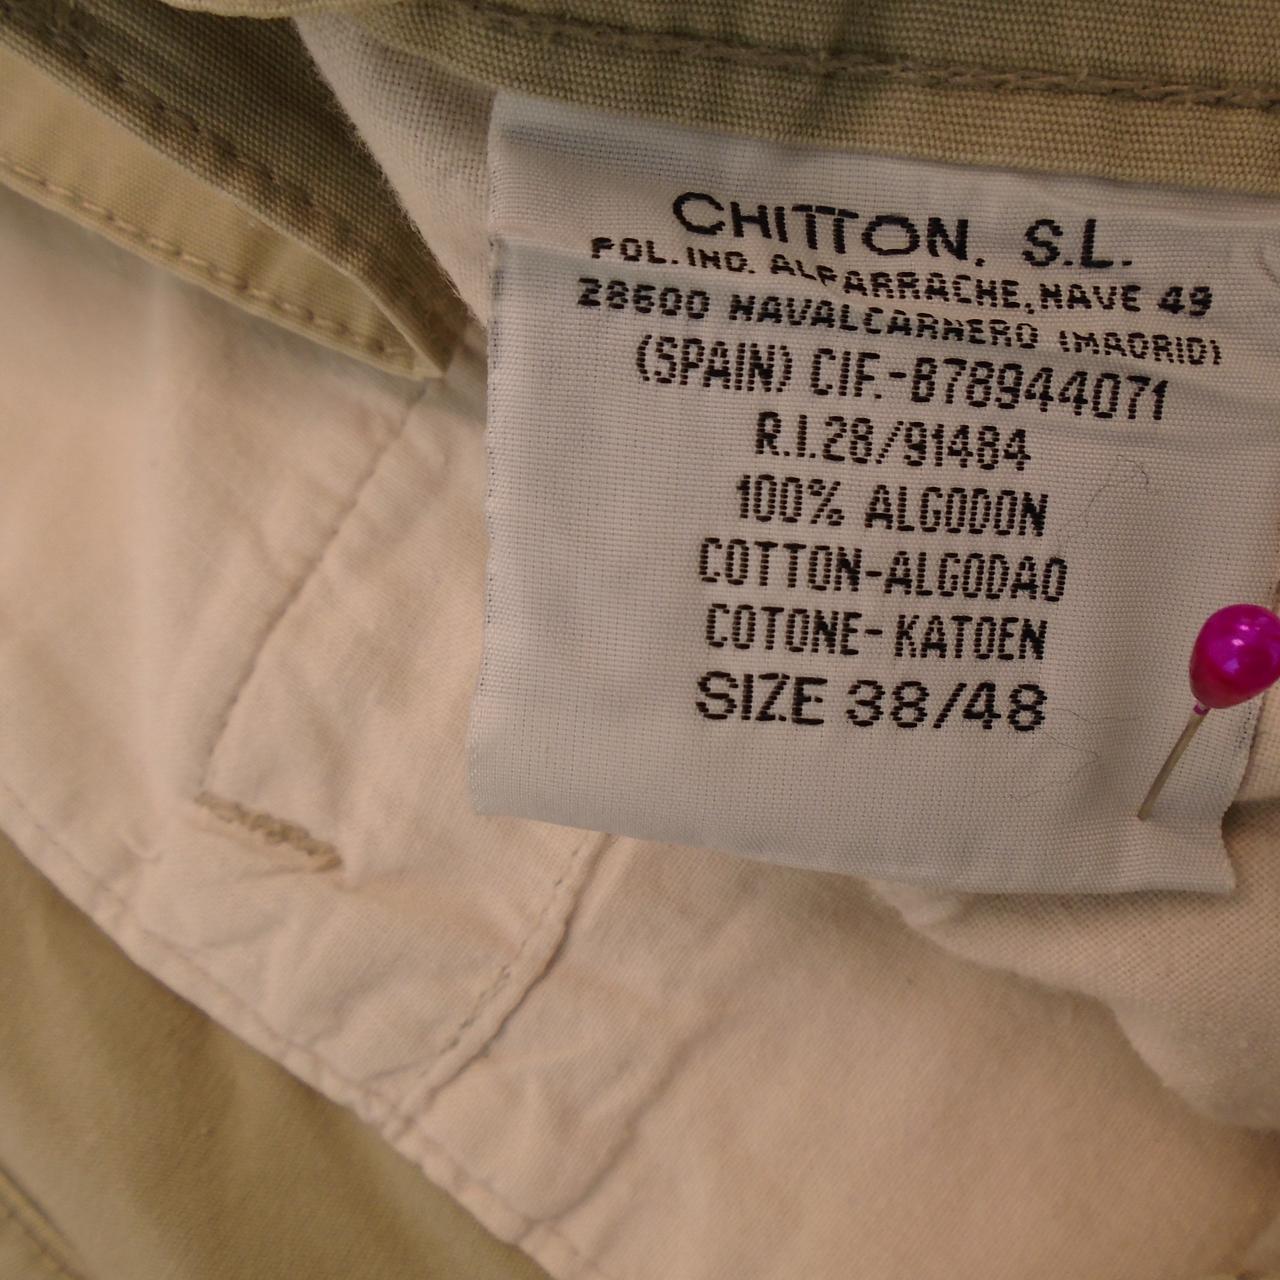 CHITTON, S.L.
POL.IND. ALPARRACHE,NAVE 49
28600 NAVALCARNERO (MADRID)
(SPAIN) CIF.-B78944071
R.I.28/91484
100% ALGODON
COTTON-ALGODAO
COTONE-KATOEN
SIZE 38/48